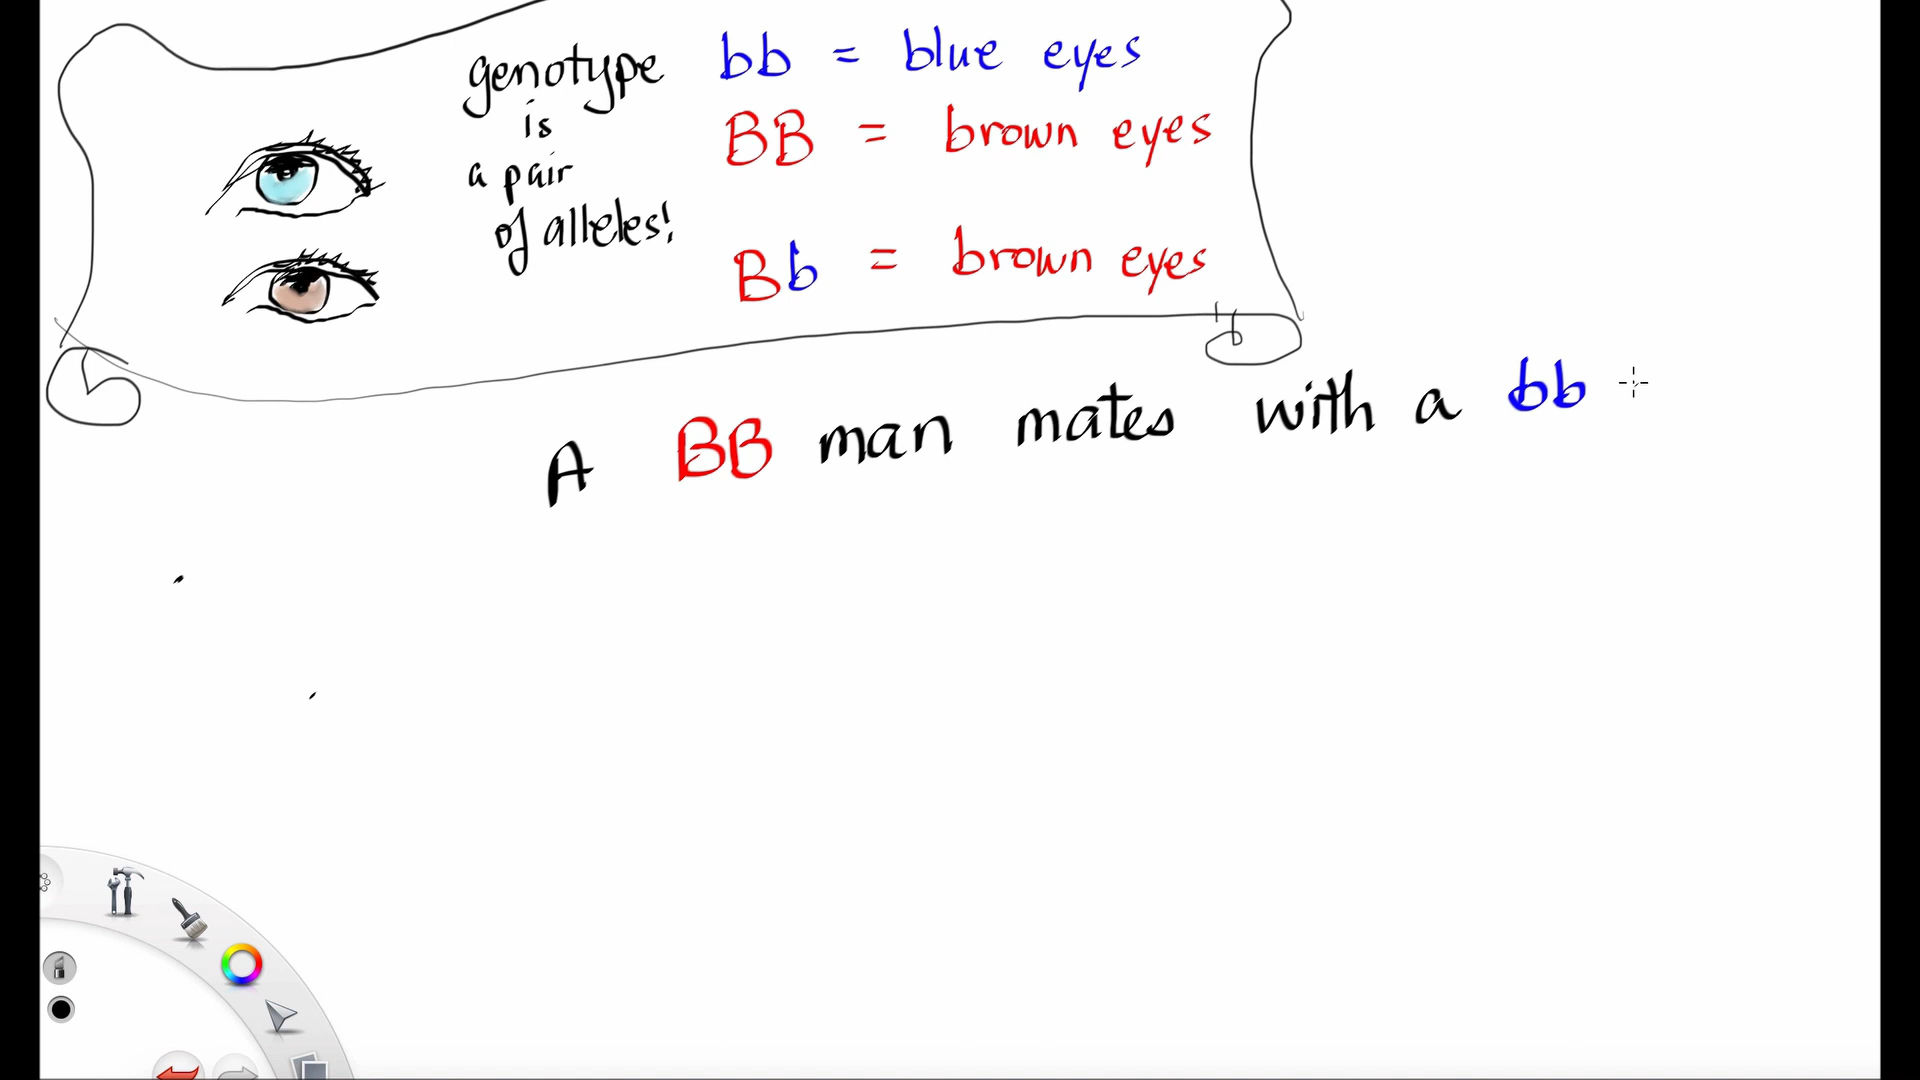 genotype
is
a pair
of alleles!
bb = blue eyes
BB = brown eyes
Bb = brown eyes
A BB man mates with a bb